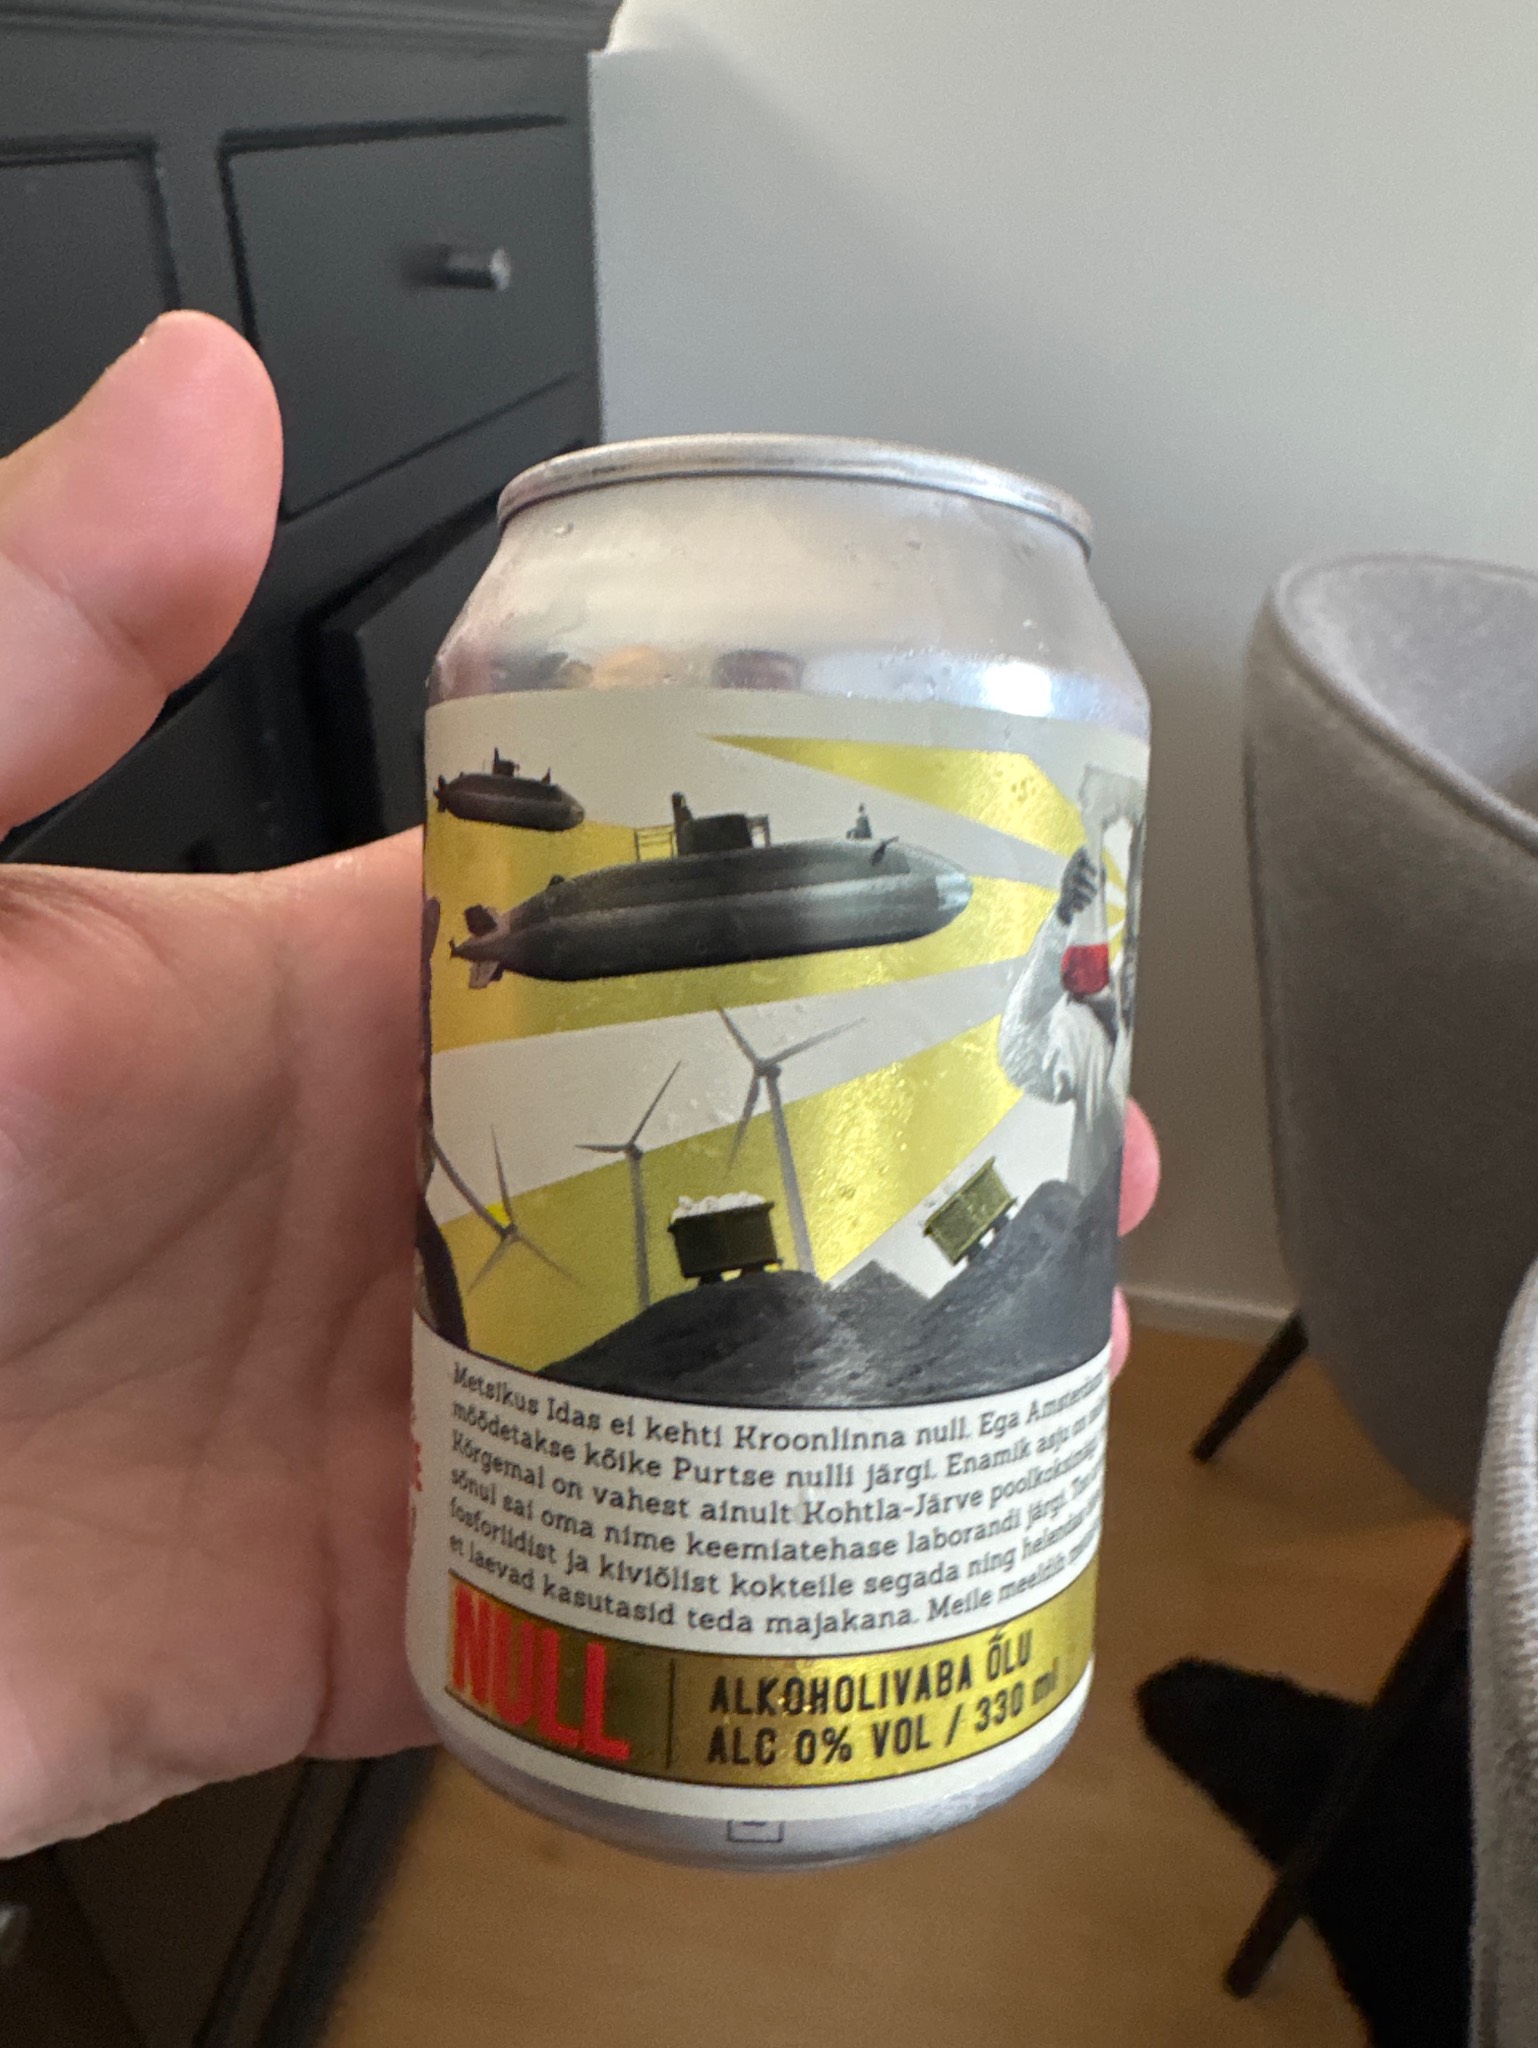 Metsikus Idas ei kehti Kroonlinna null. Ega Amsterdami
mõõdetakse kõike Purtse nulli järgi. Enamik asju on
Kõrgemal on vahest ainult Kohtla-Järve poolkoksimägi.
sõnul sai oma nime keemiatehase laborandi järgi.
fosforiidist ja kiviõlist kokteile segada ning helendas
et laevad kasutasid teda majakana. Meile meeldib
NULL
ALKOHOLIVABA ÕLU
ALC 0% VOL / 330 ml